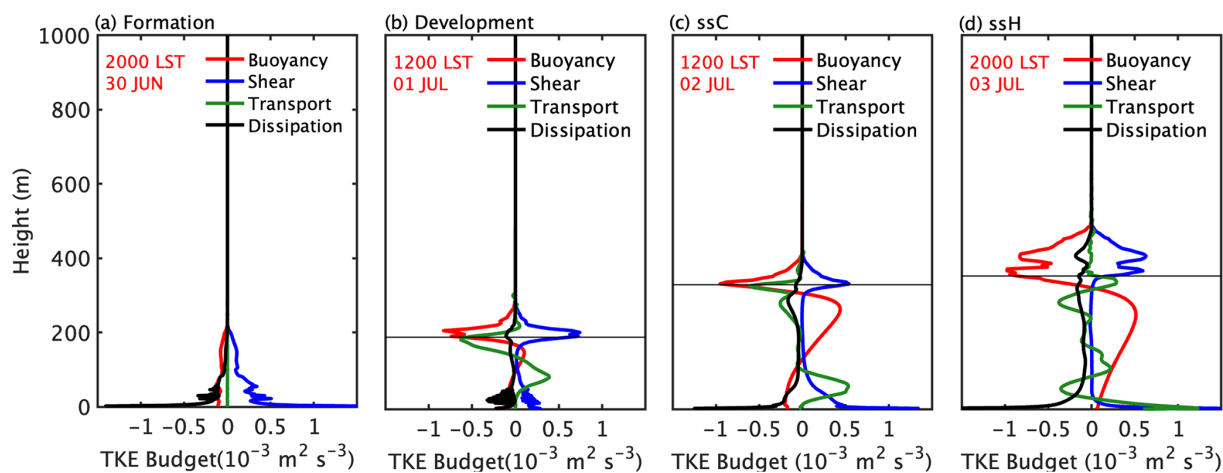 (a) Formation
2000 LST
30 JUN
Buoyancy
Shear
Transport
Dissipation
1000
800
600
400
200
0
Height (m)
-1 -0.5 0 0.5 1
TKE Budget(10⁻³ m² s⁻³)
(b) Development
1200 LST
01 JUL
Buoyancy
Shear
Transport
Dissipation
-1 -0.5 0 0.5 1
TKE Budget (10⁻³ m² s⁻³)
(c) ssC
1200 LST
02 JUL
Buoyancy
Shear
Transport
Dissipation
-1 -0.5 0 0.5 1
TKE Budget (10⁻³ m² s⁻³)
(d) ssH
2000 LST
03 JUL
Buoyancy
Shear
Transport
Dissipation
-1 -0.5 0 0.5 1
TKE Budget (10⁻³ m² s⁻³)